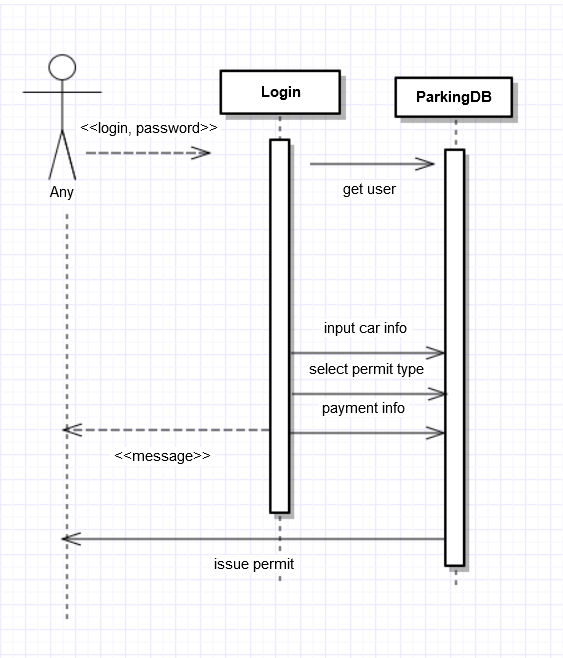 Login
ParkingDB
<<login, password>>
Any
get user
input car info
select permit type
payment info
<<message>>
issue permit